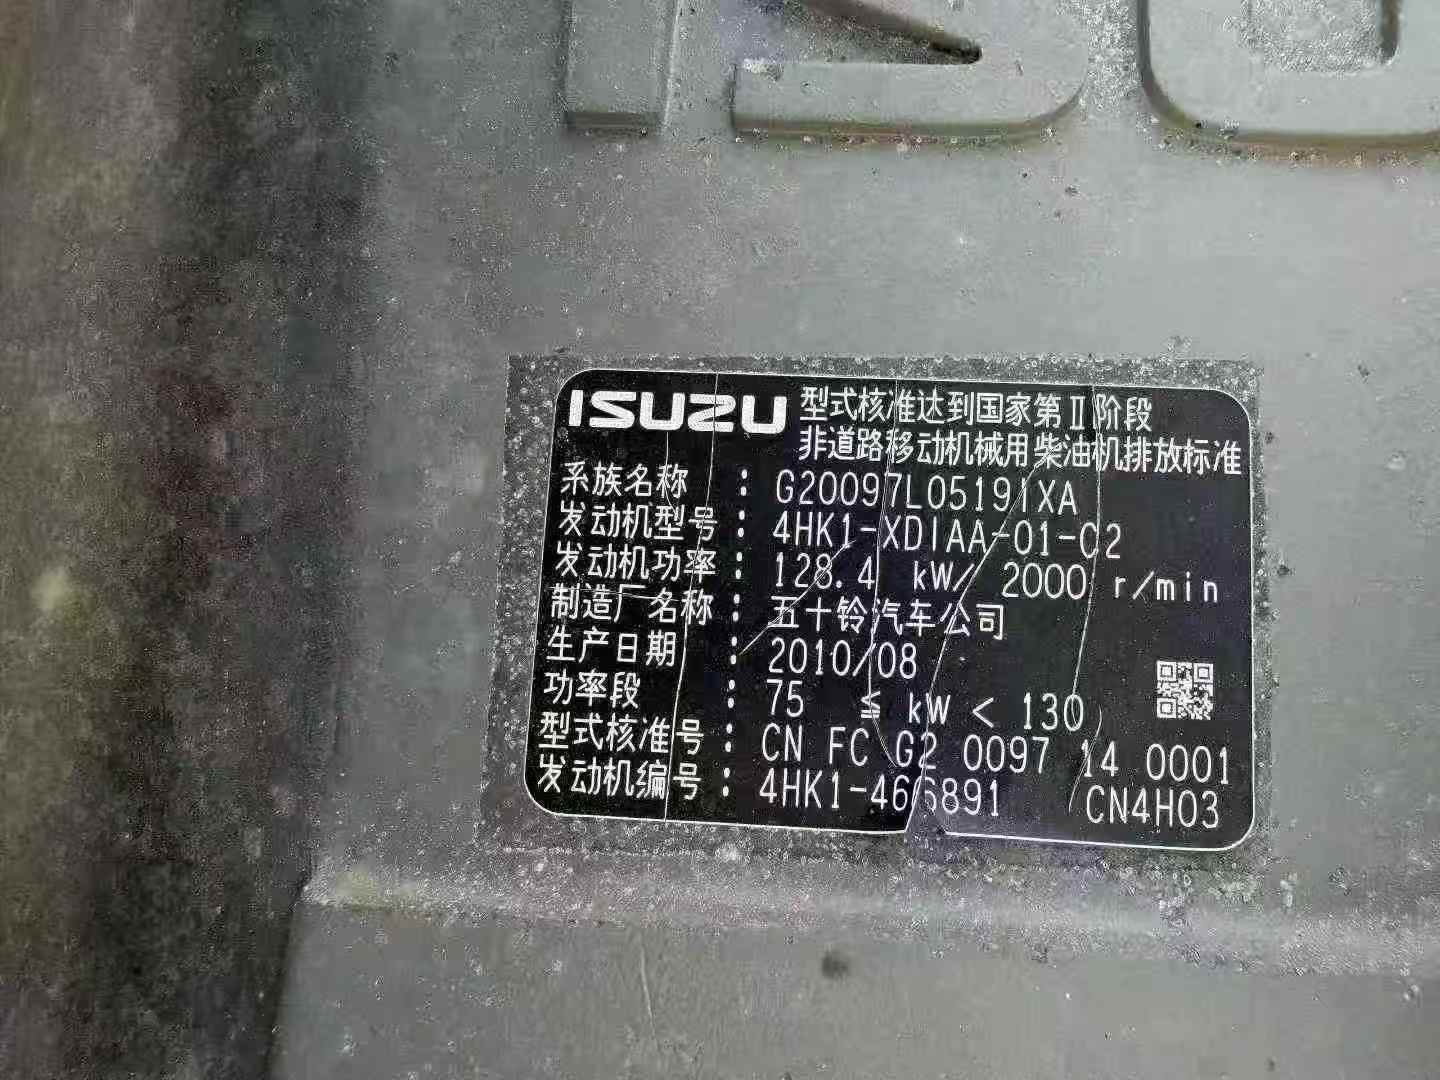 ISUZU 型式核准达到国家第Ⅱ阶段
非道路移动机械用柴油机排放标准
系族名称 : G20097L05191XA
发动机型号 : 4HK1-XDIAA-01-C2
发动机功率 : 128.4 kW/ 2000 r/min
制造厂名称 : 五十铃汽车公司
生产日期 : 2010/08
功率段 : 75 ≦ kW < 130
型式核准号 : CN FC G2 0097 14 0001
发动机编号 : 4HK1-466891 CN4H03